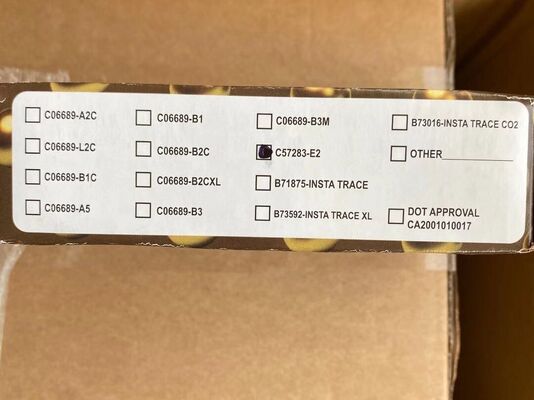 C06689-A2C
C06689-L2C
C06689-B1C
C06689-A5
C06689-B1
C06689-B2C
C06689-B2CXL
C06689-B3
C06689-B3M
C57283-E2
B71875-INSTA TRACE
B73592-INSTA TRACE XL
B73016-INSTA TRACE CO2
OTHER
DOT APPROVAL
CA2001010017